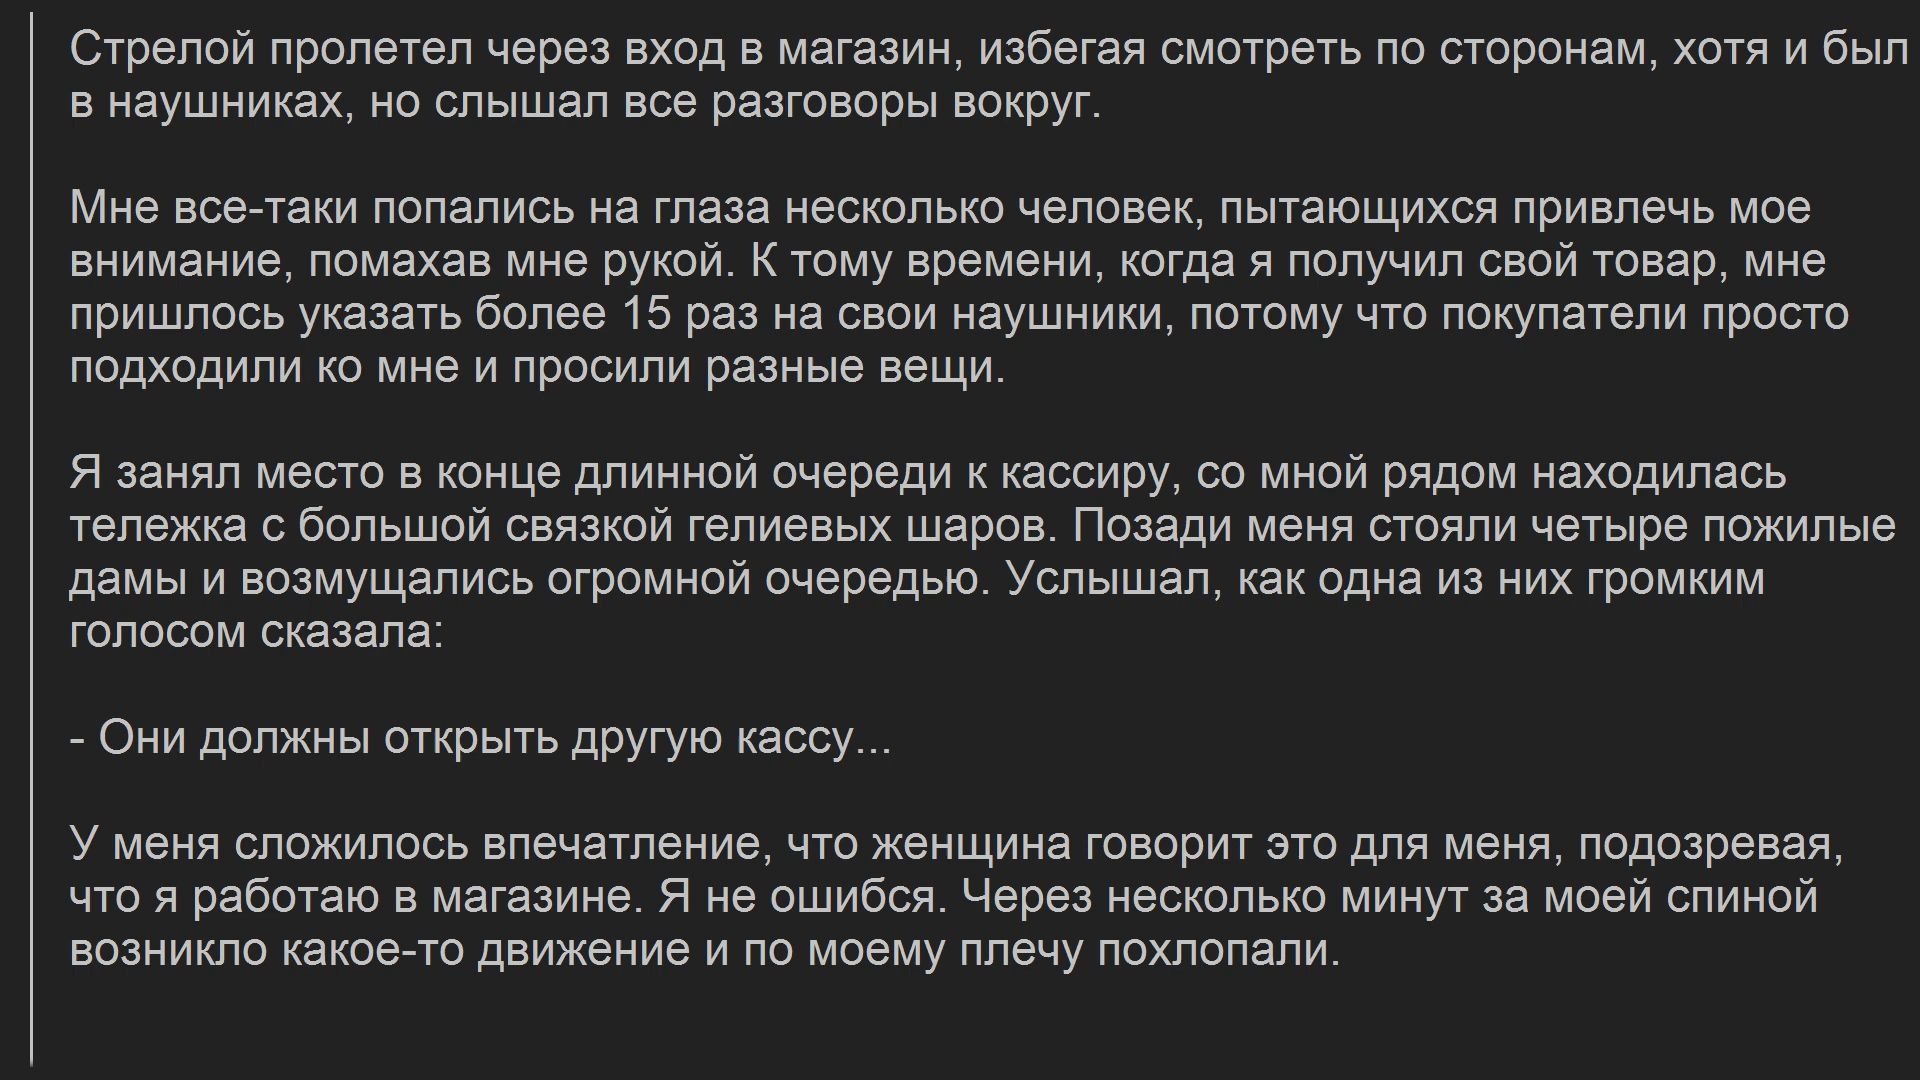 Стрелой пролетел через вход в магазин, избегая смотреть по сторонам, хотя и был
в наушниках, но слышал все разговоры вокруг.
Мне все-таки попались на глаза несколько человек, пытающихся привлечь мое
внимание, помахав мне рукой. К тому времени, когда я получил свой товар, мне
пришлось указать более 15 раз на свои наушники, потому что покупатели просто
подходили ко мне и просили разные вещи.
Я занял место в конце длинной очереди к кассиру, со мной рядом находилась
тележка с большой связкой гелиевых шаров. Позади меня стояли четыре пожилые
дамы и возмущались огромной очередью. Услышал, как одна из них громким
голосом сказала:
- Они должны открыть другую кассу...
У меня сложилось впечатление, что женщина говорит это для меня, подозревая,
что я работаю в магазине. Я не ошибся. Через несколько минут за моей спиной
возникло какое-то движение и по моему плечу похлопали.